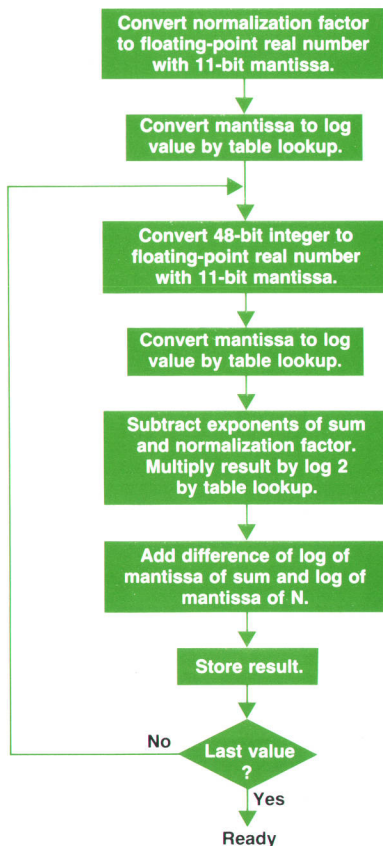 Convert normalization factor
to floating-point real number
with 11-bit mantissa.
Convert mantissa to log
value by table lookup.
Convert 48-bit integer to
floating-point real number
with 11-bit mantissa.
Convert mantissa to log
value by table lookup.
Subtract exponents of sum
and normalization factor.
Multiply result by log 2
by table lookup.
Add difference of log of
mantissa of sum and log of
mantissa of N.
Store result.
No
Last value
?
Yes
Ready